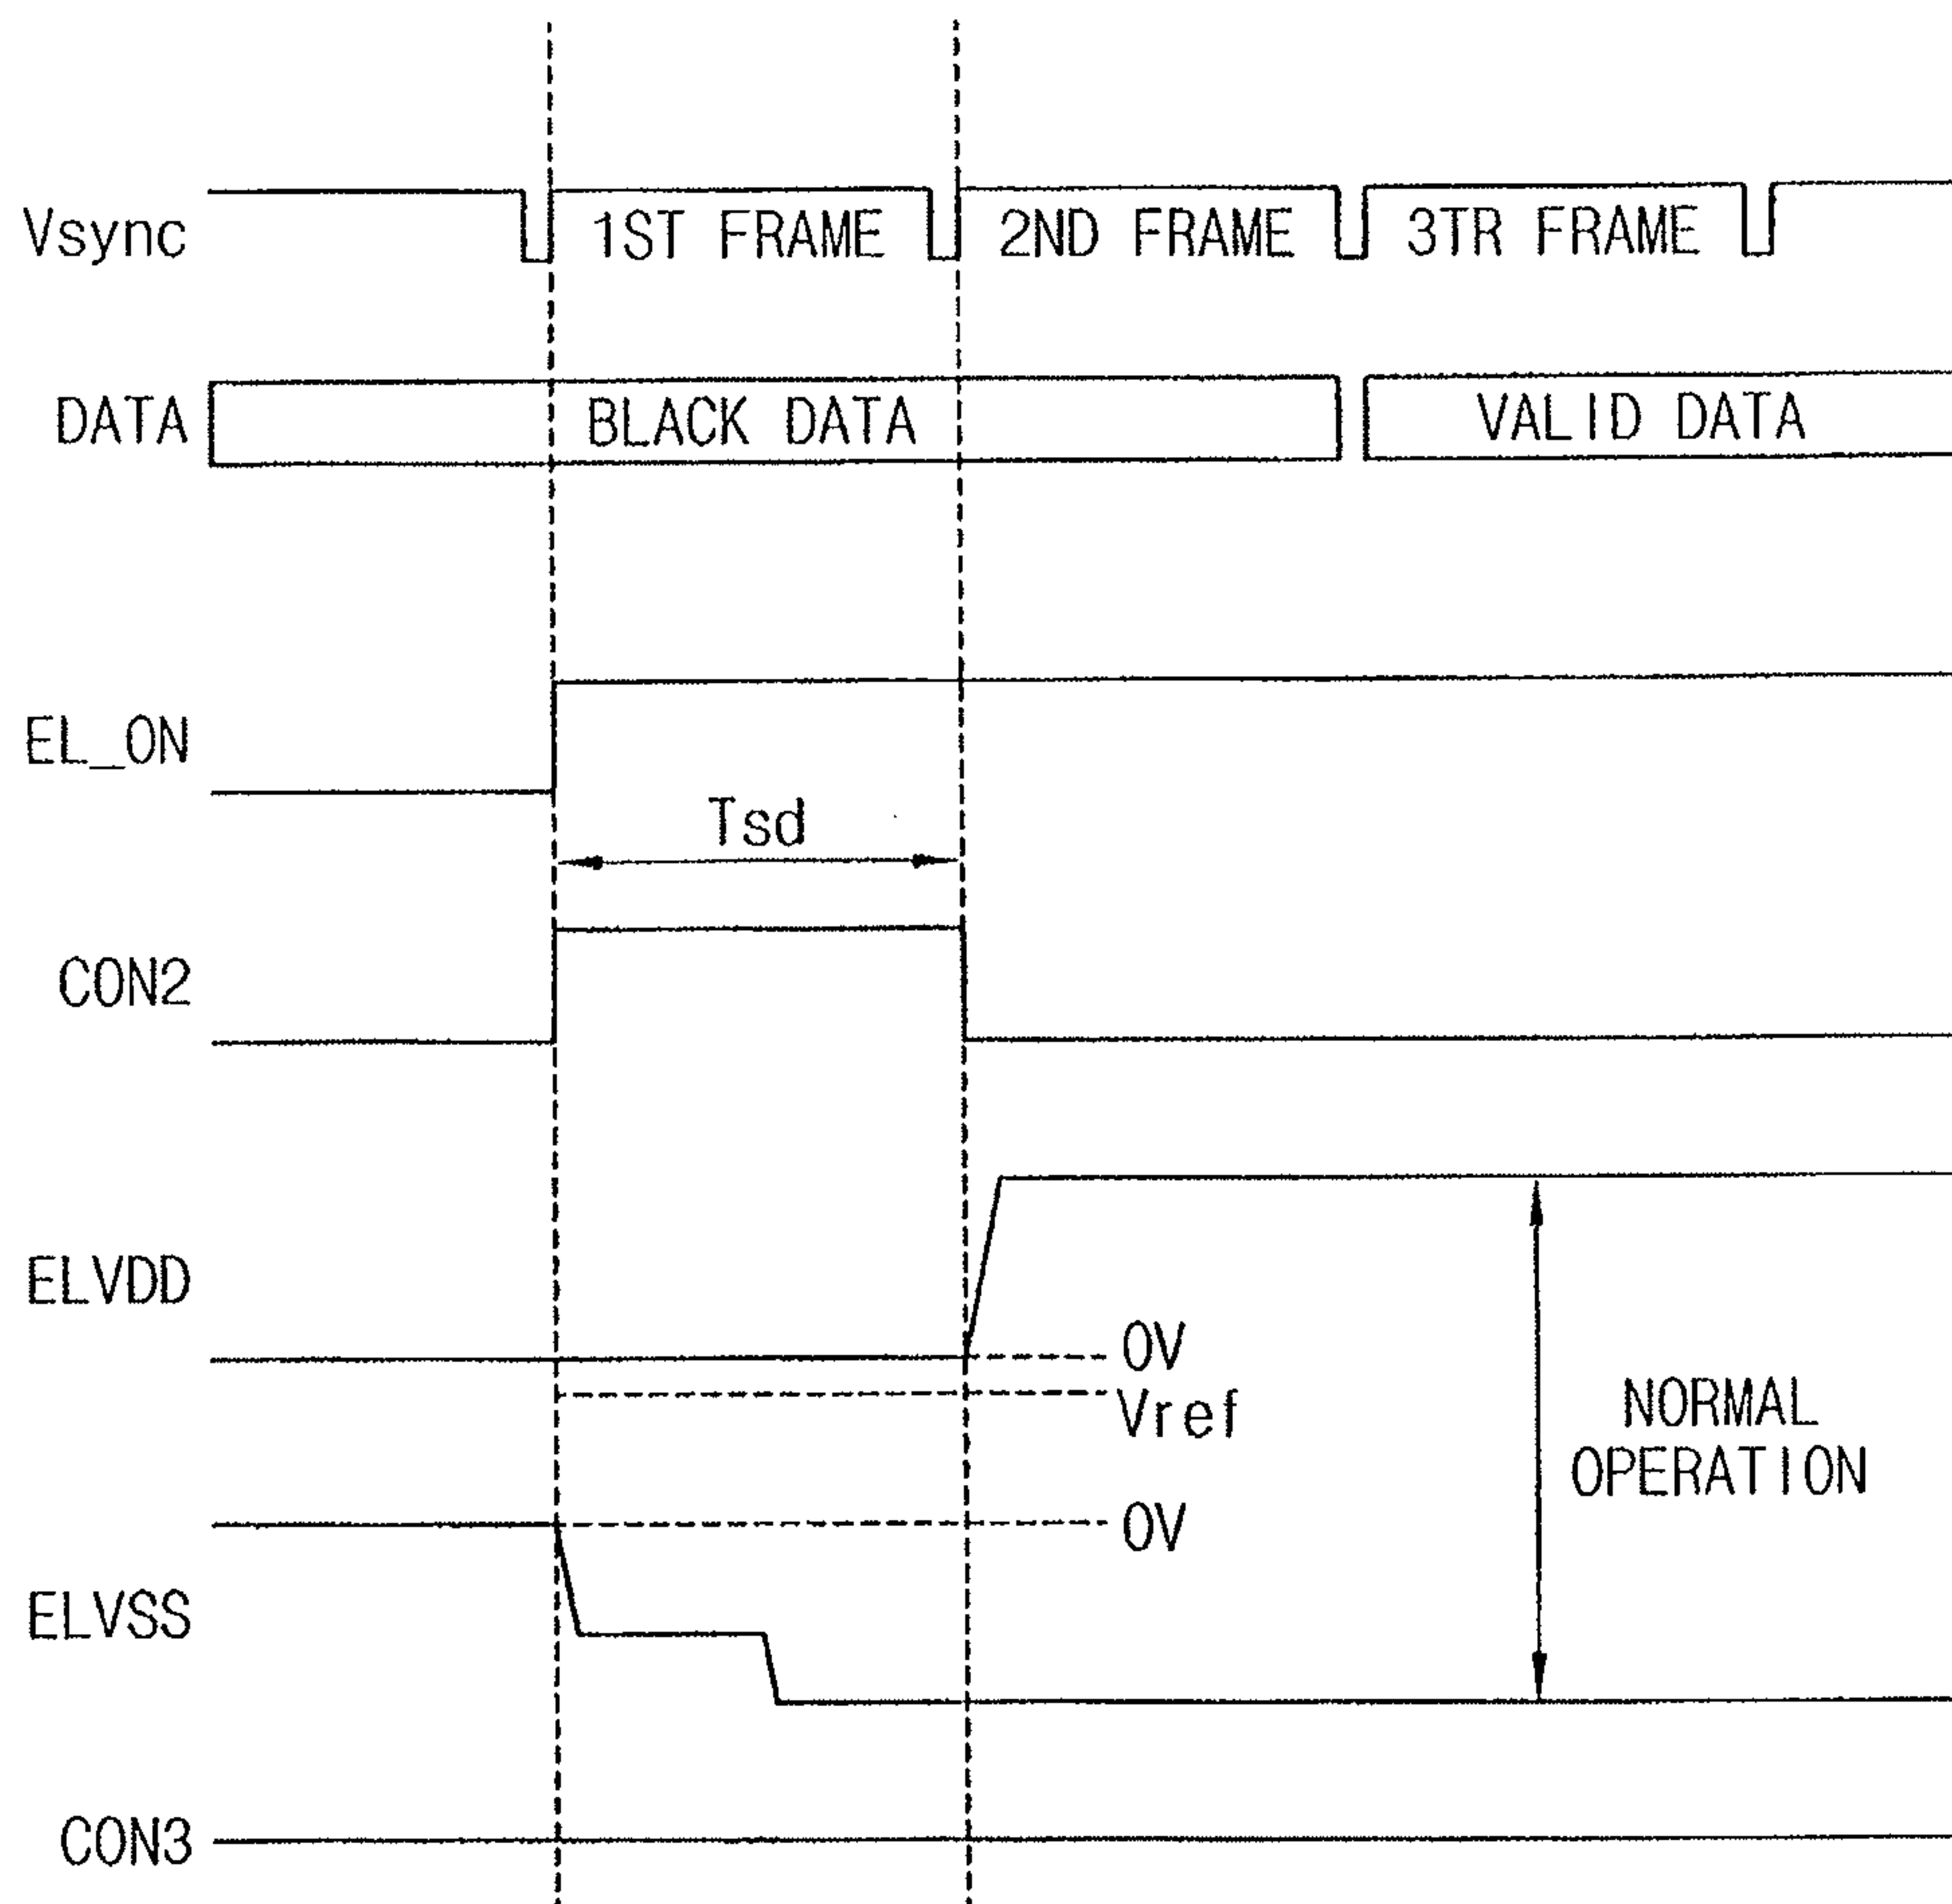 Vsync
1ST FRAME
2ND FRAME
3TR FRAME
DATA
BLACK DATA
VALID DATA
EL_ON
Tsd
CON2
ELVDD
0V
Vref
NORMAL
OPERATION
0V
ELVSS
CON3